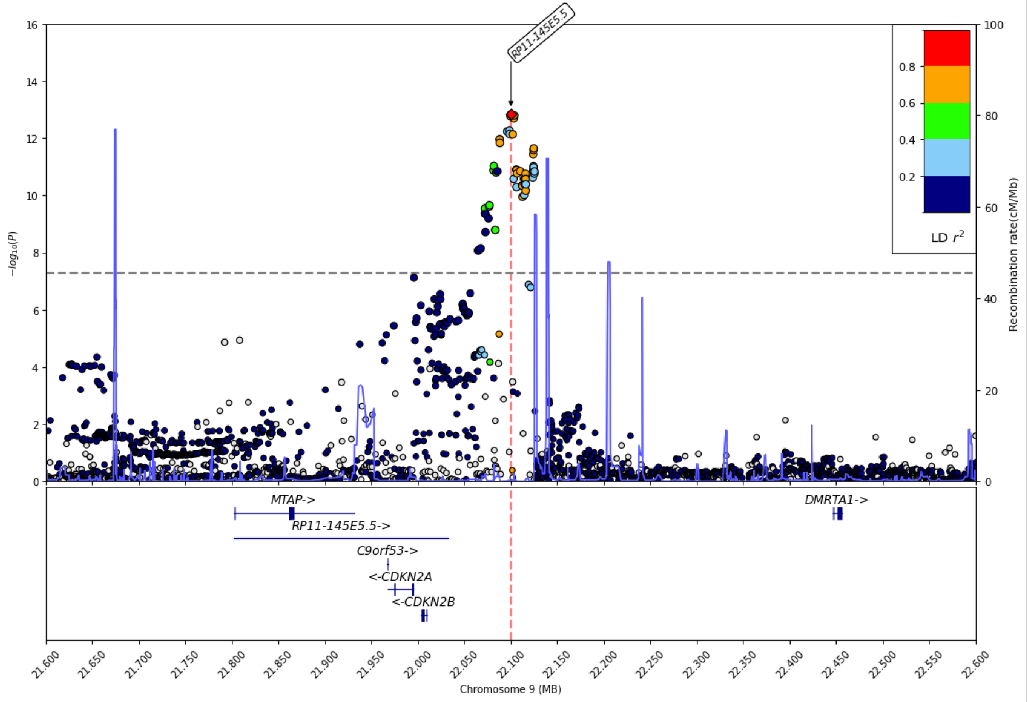 RP11-145E5.5
16
14
12
10
8
6
4
2
0
−log10(P)
100
80
60
40
20
0
Recombination rate(cM/Mb)
0.8
0.6
0.4
0.2
LD r²
MTAP->
DMRTA1->
RP11-145E5.5->
C9orf53->
<-CDKN2A
<-CDKN2B
21.600 21.650 21.700 21.750 21.800 21.850 21.900 21.950 22.000 22.050 22.100 22.150 22.200 22.250 22.300 22.350 22.400 22.450 22.500 22.550 22.600
Chromosome 9 (MB)